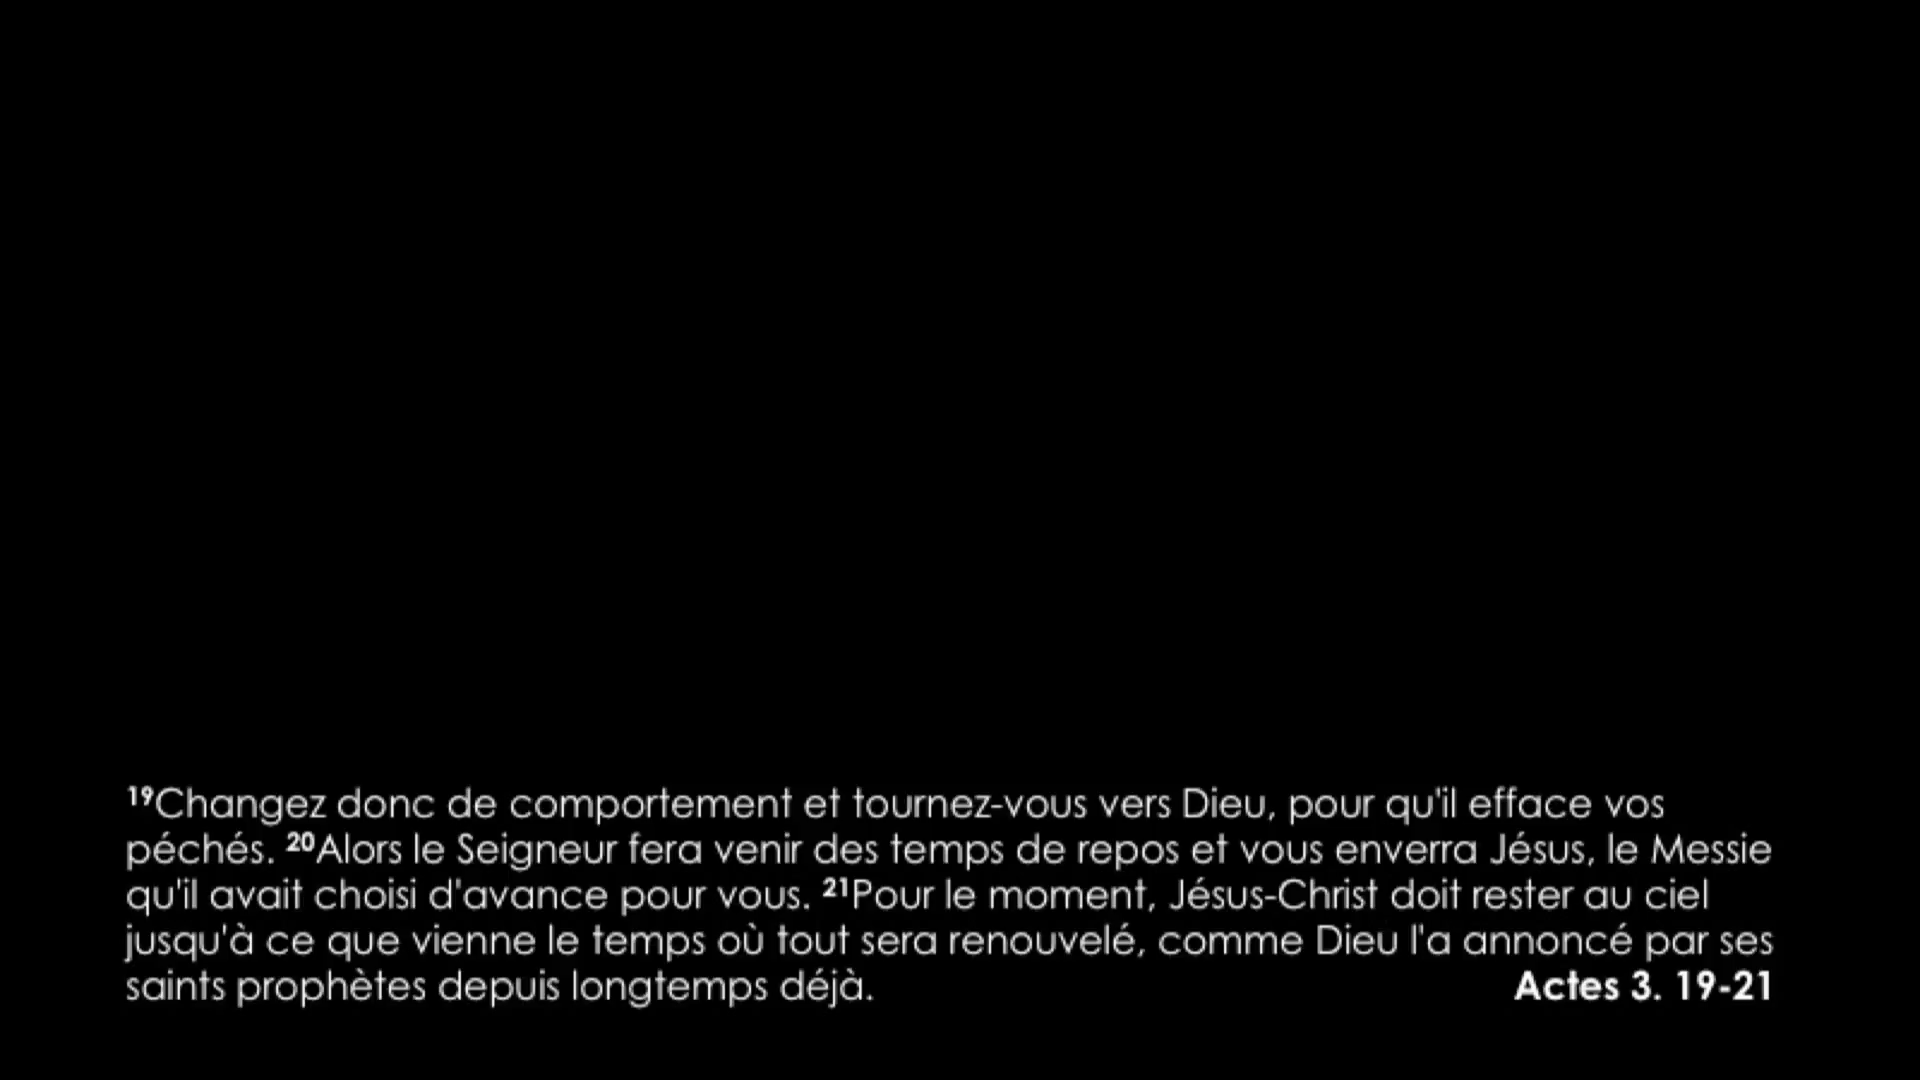 ¹⁹Changez donc de comportement et tournez-vous vers Dieu, pour qu'il efface vos
péchés. ²⁰Alors le Seigneur fera venir des temps de repos et vous enverra Jésus, le Messie
qu'il avait choisi d'avance pour vous. ²¹Pour le moment, Jésus-Christ doit rester au ciel
jusqu'à ce que vienne le temps où tout sera renouvelé, comme Dieu l'a annoncé par ses
saints prophètes depuis longtemps déjà. Actes 3. 19-21